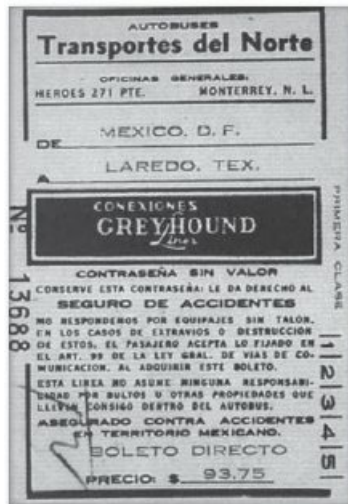 AUTOBUSES
Transportes del Norte
OFICINAS GENERALES:
HEROES 271 PTE. MONTERREY, N. L.
DE MEXICO, D. F.
A LAREDO, TEX.
CONEXIONES
GREYHOUND
Lines
CONTRASEÑA SIN VALOR
CONSERVE ESTA CONTRASEÑA: LE DA DERECHO AL
SEGURO DE ACCIDENTES
NO RESPONDEMOS POR EQUIPAJES SIN TALON.
EN LOS CASOS DE EXTRAVIOS O DESTRUCCION
DE ESTOS, EL PASAJERO ACEPTA LO FIJADO EN
EL ART. 99 DE LA LEY GRAL. DE VIAS DE CO-
MUNICACION, AL ADQUIRIR ESTE BOLETO.
ESTA LINEA NO ASUME NINGUNA RESPONSABI-
LIDAD POR BULTOS U OTRAS PROPIEDADES QUE
LLEVEN CONSIGO DENTRO DEL AUTOBUS.
ASEGURADO CONTRA ACCIDENTES
EN TERRITORIO MEXICANO.
BOLETO DIRECTO
PRECIO: $ 93.75
Nº 13688
PRIMERA CLASE
1 2 3 4 5